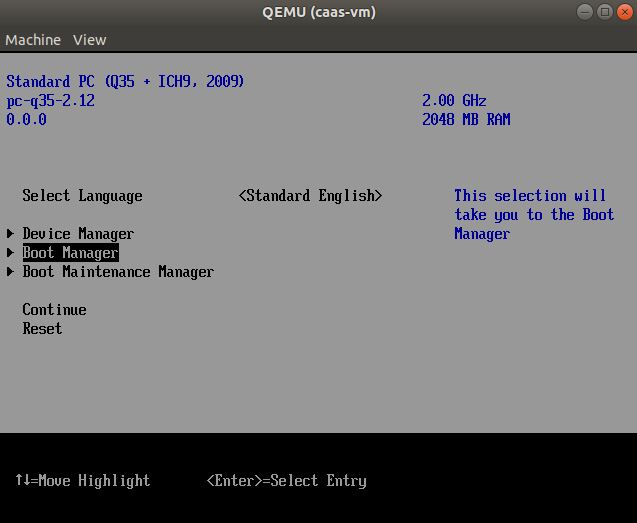 QEMU (caas-vm)
Machine View
Standard PC (Q35 + ICH9, 2009)
pc-q35-2.12 2.00 GHz
0.0.0 2048 MB RAM
Select Language <Standard English> This selection will
take you to the Boot
Device Manager Manager
Boot Manager
Boot Maintenance Manager
Continue
Reset
↑↓=Move Highlight <Enter>=Select Entry